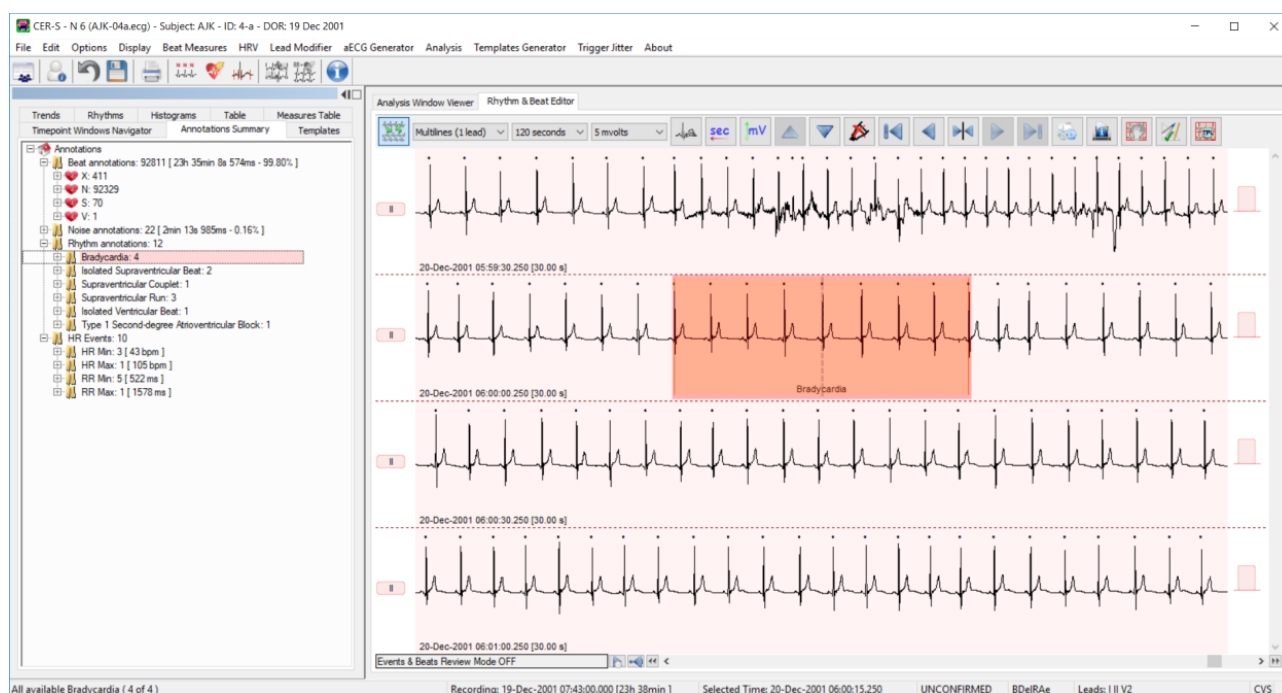 CER-S - N 6 (AJK-04a.ecg) - Subject: AJK - ID: 4-a - DOR: 19 Dec 2001
File Edit Options Display Beat Measures HRV Lead Modifier aECG Generator Analysis Templates Generator Trigger Jitter About
Trends Rhythms Histograms Table Measures Table
Timepoint Windows Navigator Annotations Summary Templates
Annotations
Beat annotations: 92811 [ 23h 35min 8s 574ms - 99.80% ]
X: 411
N: 92329
S: 70
V: 1
Noise annotations: 22 [ 2min 13s 985ms - 0.16% ]
Rhythm annotations: 12
Bradycardia: 4
Isolated Supraventricular Beat: 2
Supraventricular Couplet: 1
Supraventricular Run: 3
Isolated Ventricular Beat: 1
Type 1 Second-degree Atrioventricular Block: 1
HR Events: 10
HR Min: 3 [ 43 bpm ]
HR Max: 1 [ 105 bpm ]
RR Min: 5 [ 522 ms ]
RR Max: 1 [ 1578 ms ]
Analysis Window Viewer Rhythm & Beat Editor
Multilines (1 lead) 120 seconds 5 mvolts sec mV
II
20-Dec-2001 05:59:30.250 [30.00 s]
II
Bradycardia
20-Dec-2001 06:00:00.250 [30.00 s]
II
20-Dec-2001 06:00:30.250 [30.00 s]
II
20-Dec-2001 06:01:00.250 [30.00 s]
Events & Beats Review Mode OFF
All available Bradycardia ( 4 of 4 ) Recording: 19-Dec-2001 07:43:00.000 [23h 38min ] Selected Time: 20-Dec-2001 06:00:15.250 UNCONFIRMED BDelRAe Leads: I II V2 CVS